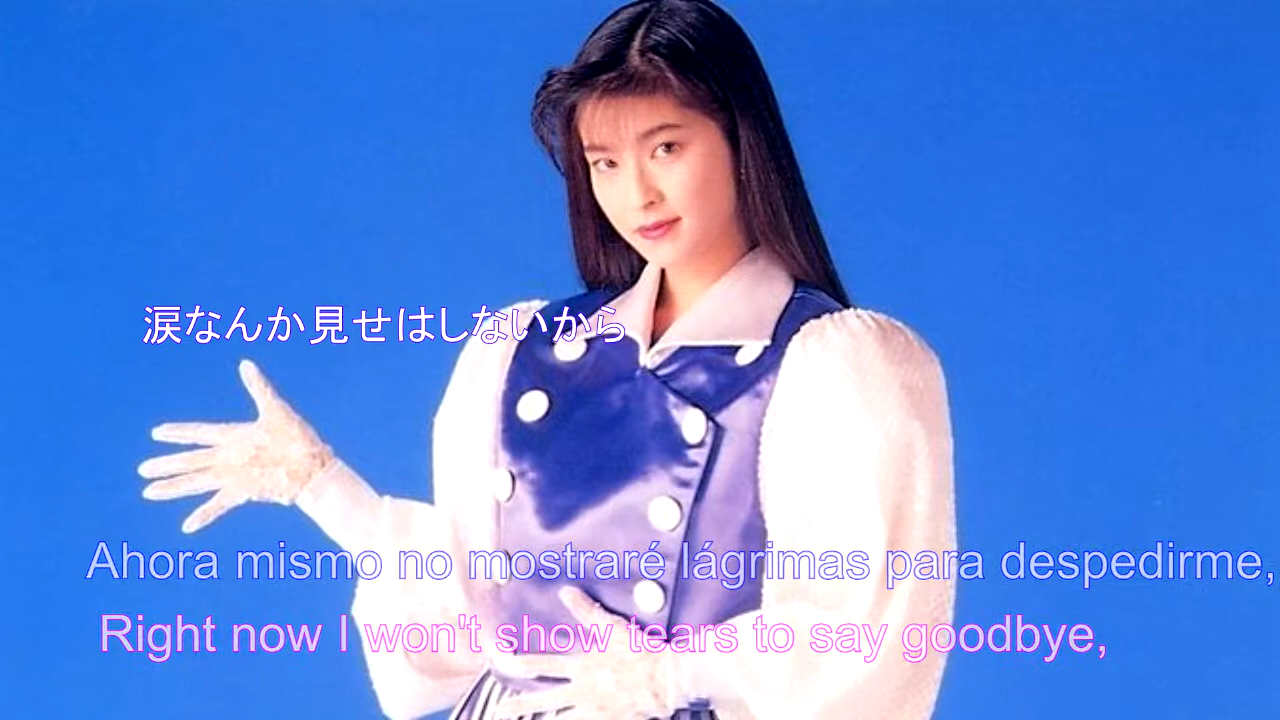 涙なんか見せはしないから
Ahora mismo no mostraré lágrimas para despedirme,
Right now I won't show tears to say goodbye,